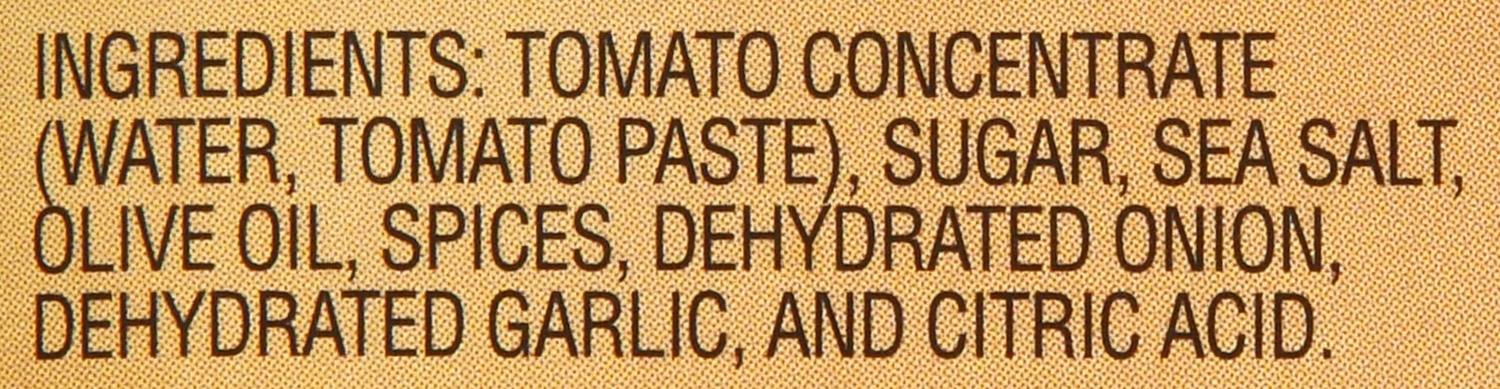 INGREDIENTS: TOMATO CONCENTRATE
(WATER, TOMATO PASTE), SUGAR, SEA SALT,
OLIVE OIL, SPICES, DEHYDRATED ONION,
DEHYDRATED GARLIC, AND CITRIC ACID.